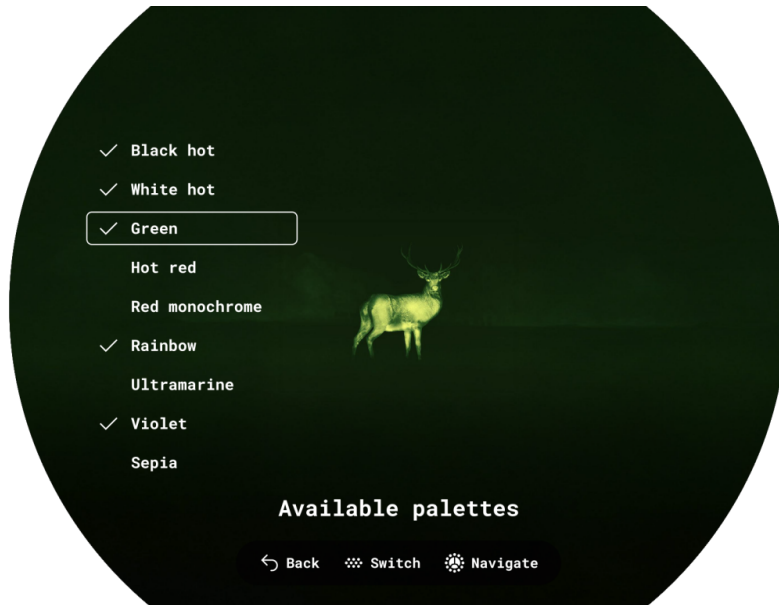 Black hot
White hot
Green
Hot red
Red monochrome
Rainbow
Ultramarine
Violet
Sepia
Available palettes
Back Switch Navigate